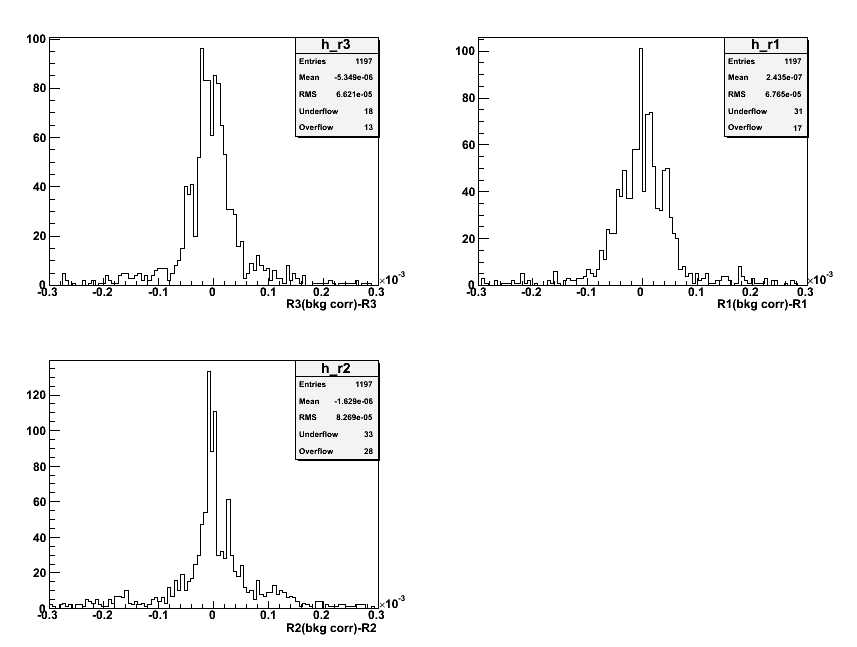 h_r3
Entries 1197
Mean -5.349e-06
RMS 6.621e-05
Underflow 18
Overflow 13
100
80
60
40
20
0
-0.3 -0.2 -0.1 0 0.1 0.2 0.3
×10-3
R3(bkg corr)-R3
h_r1
Entries 1197
Mean 2.435e-07
RMS 6.765e-05
Underflow 31
Overflow 17
100
80
60
40
20
0
-0.3 -0.2 -0.1 0 0.1 0.2 0.3
×10-3
R1(bkg corr)-R1
h_r2
Entries 1197
Mean -1.629e-06
RMS 8.269e-05
Underflow 33
Overflow 28
120
100
80
60
40
20
0
-0.3 -0.2 -0.1 0 0.1 0.2 0.3
×10-3
R2(bkg corr)-R2